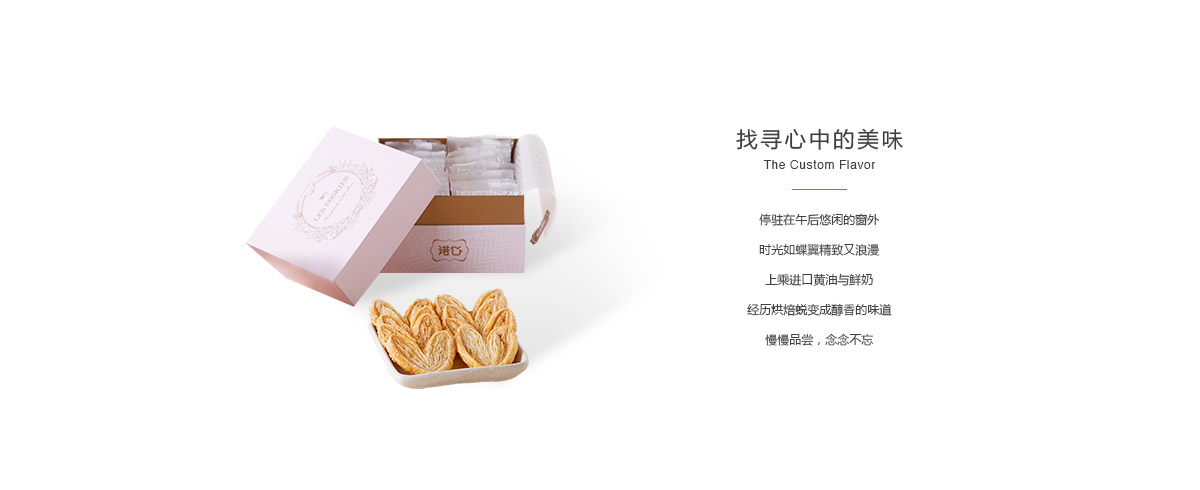 LEB COOKIES
诺心
找寻心中的美味
The Custom Flavor
停驻在午后悠闲的窗外
时光如蝶翼精致又浪漫
上乘进口黄油与鲜奶
经历烘焙蜕变成醇香的味道
慢慢品尝，念念不忘